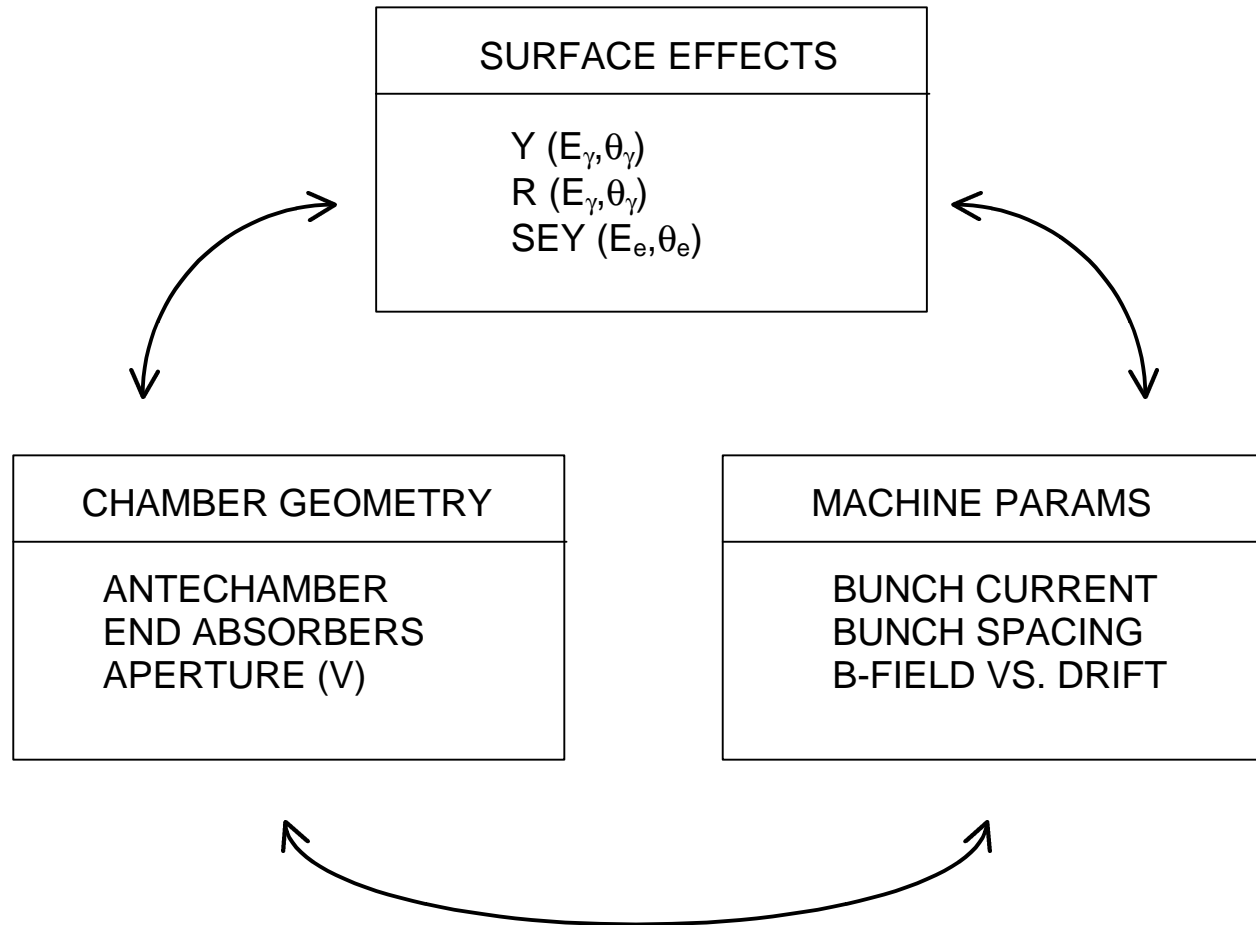 SURFACE EFFECTS
Y (Eγ,θγ)
R (Eγ,θγ)
SEY (Ee,θe)
CHAMBER GEOMETRY
ANTECHAMBER
END ABSORBERS
APERTURE (V)
MACHINE PARAMS
BUNCH CURRENT
BUNCH SPACING
B-FIELD VS. DRIFT